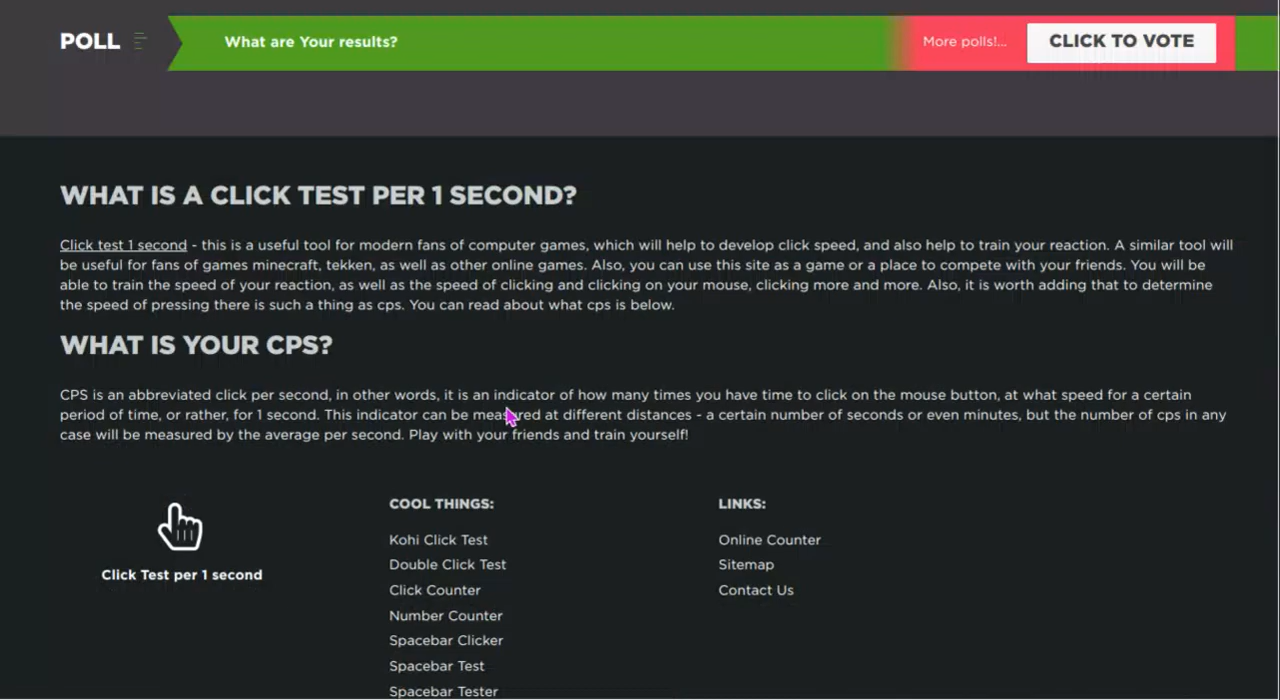 POLL
What are Your results?
More polls!...
CLICK TO VOTE
WHAT IS A CLICK TEST PER 1 SECOND?
Click test 1 second - this is a useful tool for modern fans of computer games, which will help to develop click speed, and also help to train your reaction. A similar tool will
be useful for fans of games minecraft, tekken, as well as other online games. Also, you can use this site as a game or a place to compete with your friends. You will be
able to train the speed of your reaction, as well as the speed of clicking and clicking on your mouse, clicking more and more. Also, it is worth adding that to determine
the speed of pressing there is such a thing as cps. You can read about what cps is below.
WHAT IS YOUR CPS?
CPS is an abbreviated click per second, in other words, it is an indicator of how many times you have time to click on the mouse button, at what speed for a certain
period of time, or rather, for 1 second. This indicator can be measured at different distances - a certain number of seconds or even minutes, but the number of cps in any
case will be measured by the average per second. Play with your friends and train yourself!
Click Test per 1 second
COOL THINGS:
Kohi Click Test
Double Click Test
Click Counter
Number Counter
Spacebar Clicker
Spacebar Test
Spacebar Tester
LINKS:
Online Counter
Sitemap
Contact Us